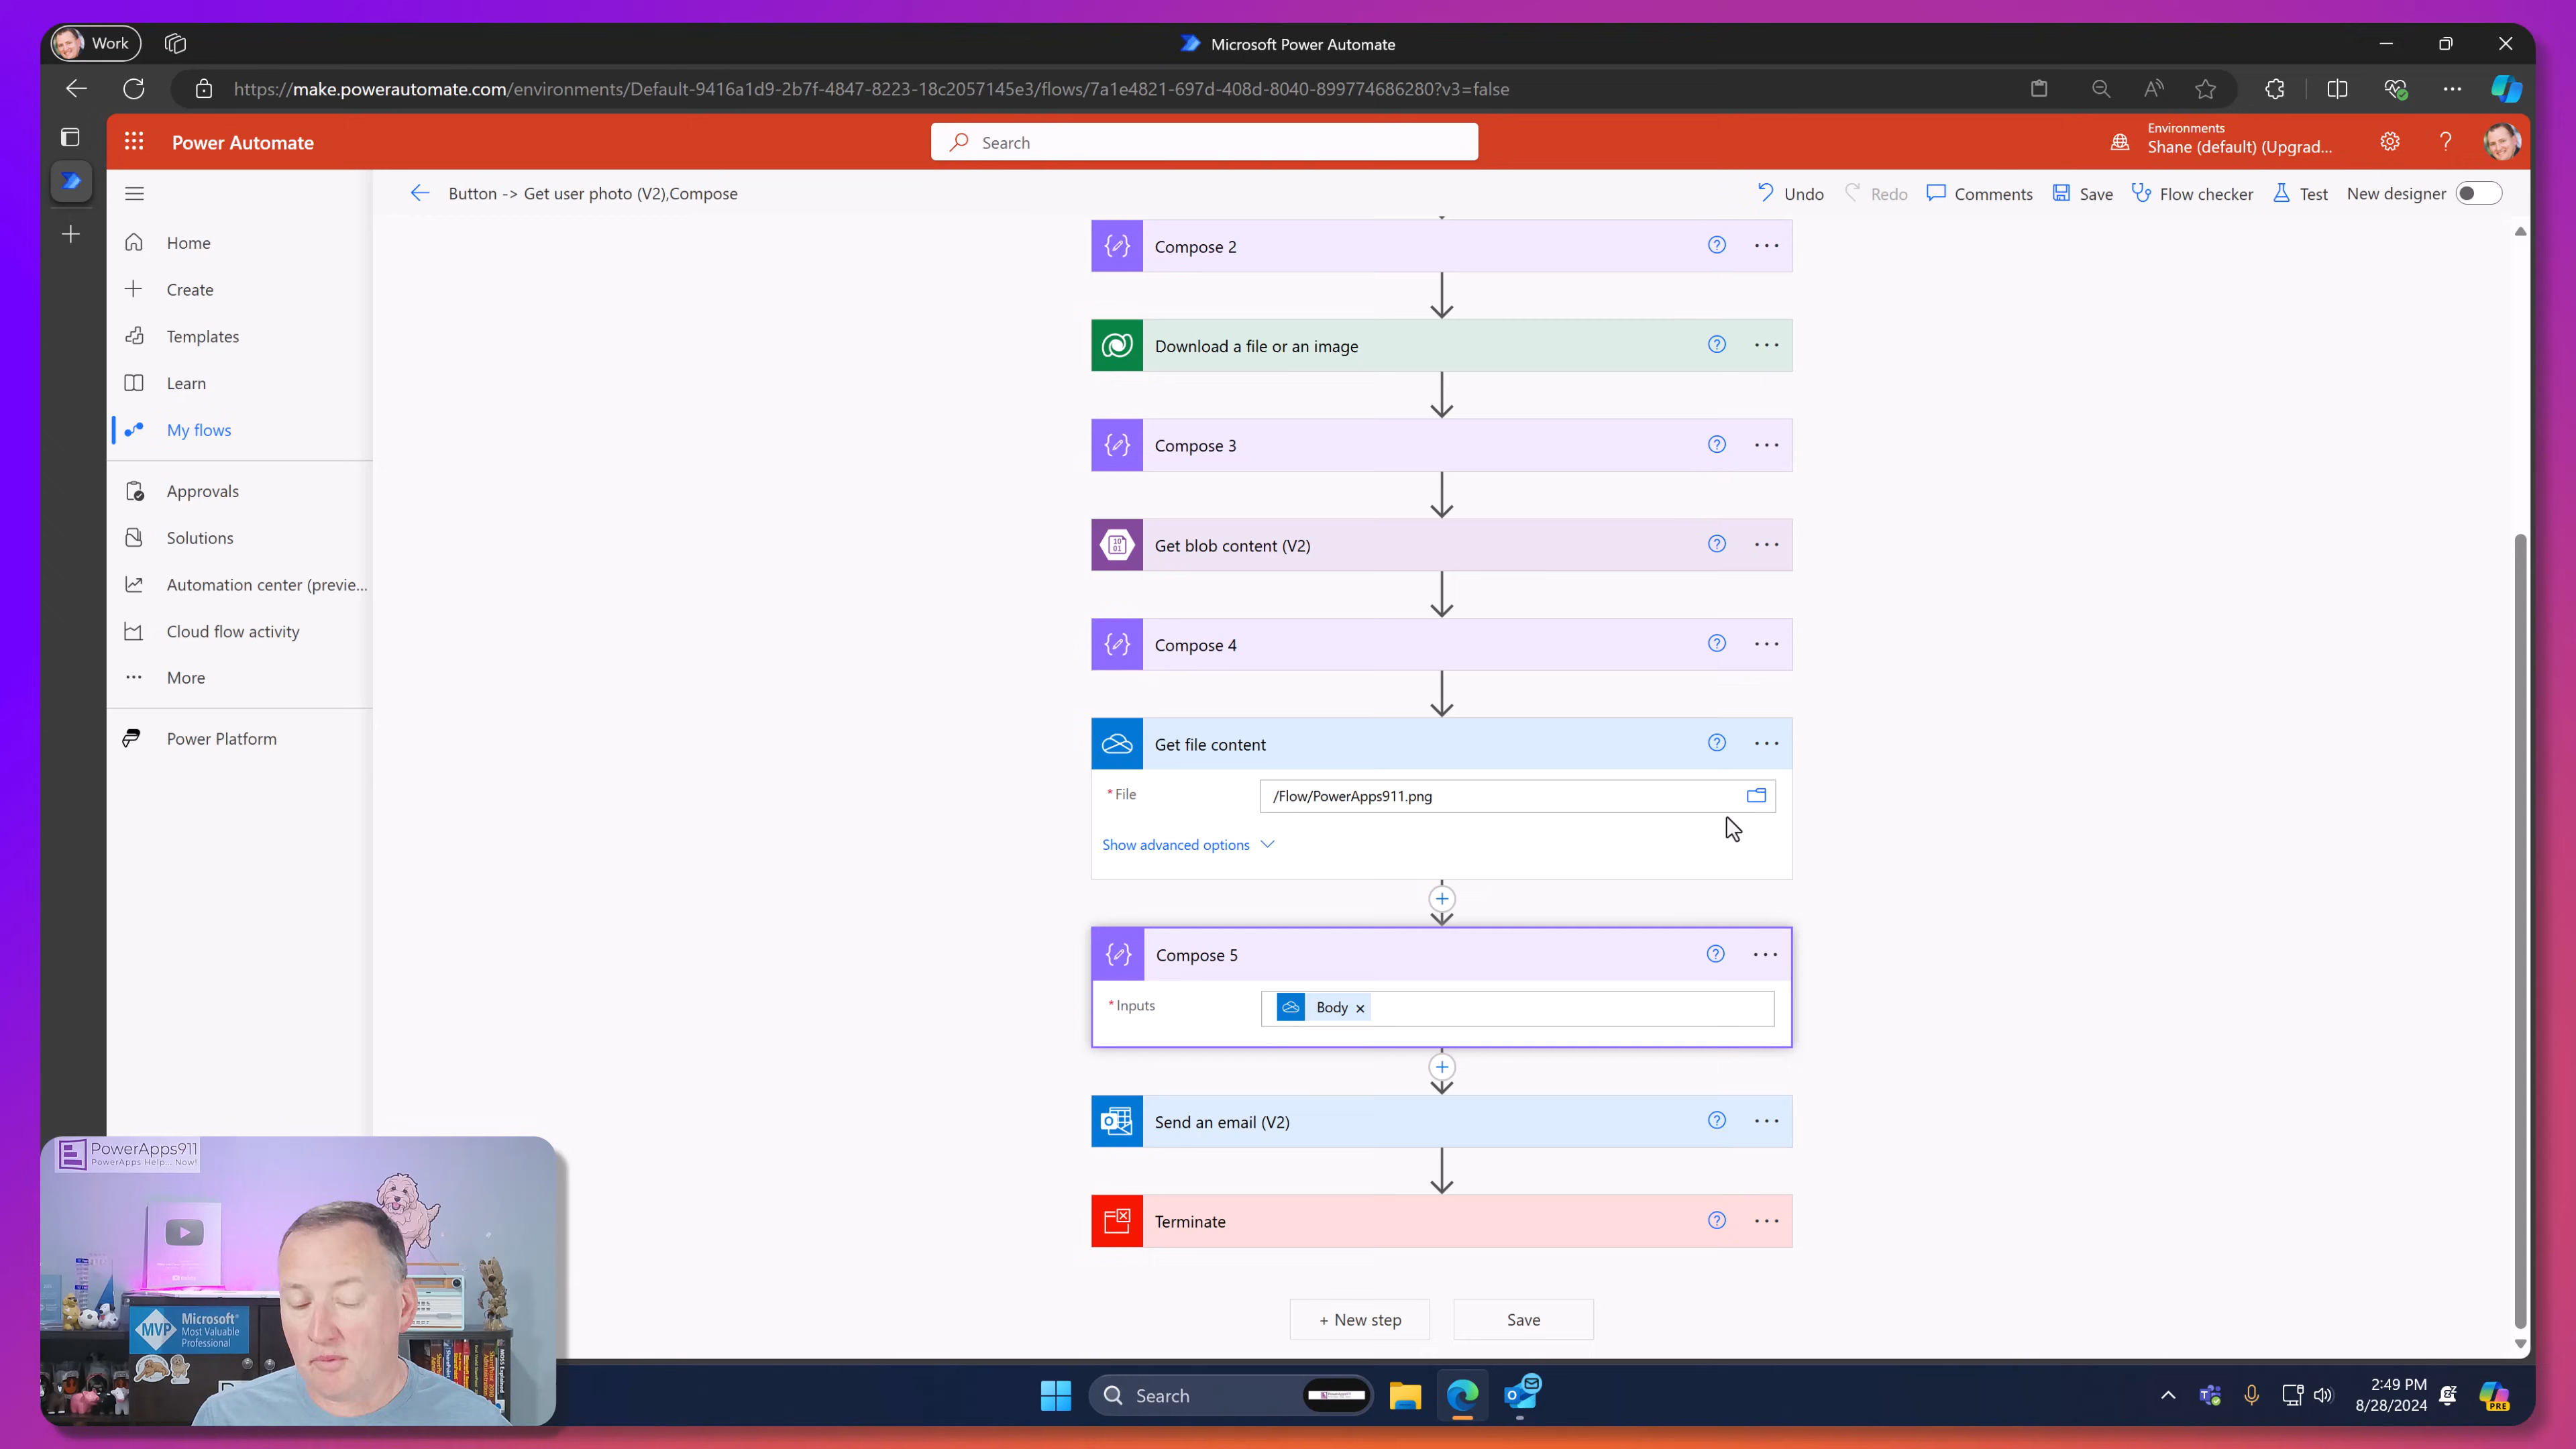 Work
Microsoft Power Automate
https://make.powerautomate.com/environments/Default-9416a1d9-2b7f-4847-8223-18c2057145e3/flows/7a1e4821-697d-408d-8040-899774686280?v3=false
Power Automate
Search
Environments
Shane (default) (Upgrad...
Button -> Get user photo (V2),Compose
Undo
Redo
Comments
Save
Flow checker
Test
New designer
Home
Create
Templates
Learn
My flows
Approvals
Solutions
Automation center (previe...
Cloud flow activity
More
Power Platform
Compose 2
Download a file or an image
Compose 3
Get blob content (V2)
Compose 4
Get file content
* File
/Flow/PowerApps911.png
Show advanced options
Compose 5
* Inputs
Body
Send an email (V2)
Terminate
+ New step
Save
PowerApps911
PowerApps Help... Now!
Microsoft
MVP
Most Valuable
Professional
Search
2:49 PM
8/28/2024
PRE